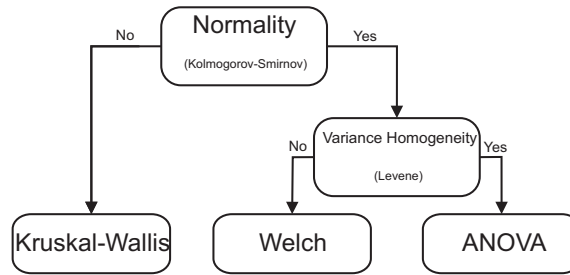 Normality
(Kolmogorov-Smirnov)
No
Yes
Variance Homogeneity
(Levene)
No
Yes
Kruskal-Wallis
Welch
ANOVA